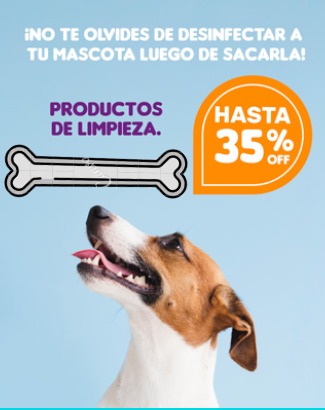 ¡NO TE OLVIDES DE DESINFECTAR A
TU MASCOTA LUEGO DE SACARLA!
PRODUCTOS
DE LIMPIEZA.
HASTA
35%
OFF